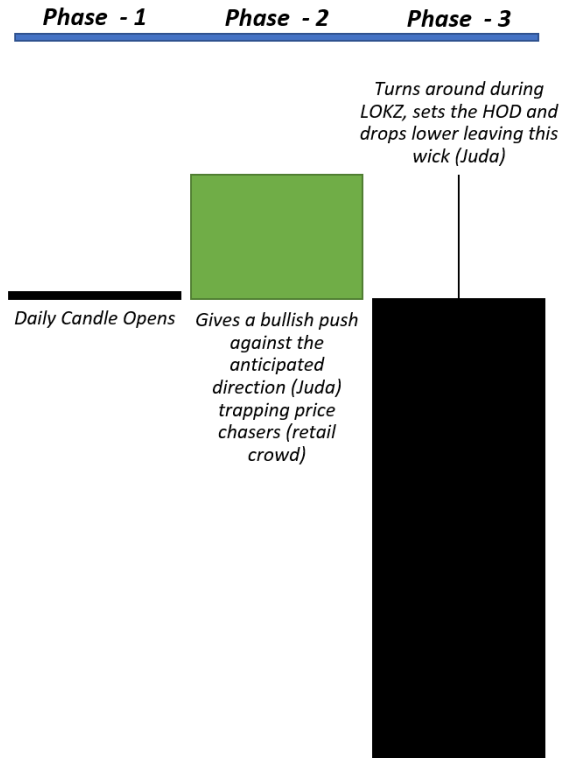 Phase - 1
Phase - 2
Phase - 3
Turns around during
LOKZ, sets the HOD and
drops lower leaving this
wick (Juda)
Daily Candle Opens
Gives a bullish push
against the
anticipated
direction (Juda)
trapping price
chasers (retail
crowd)